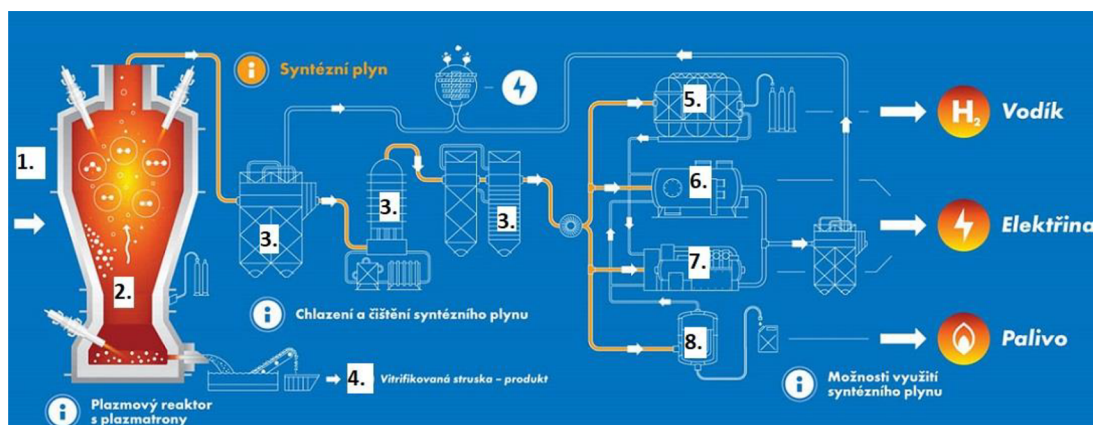 Syntézní plyn
5.
H₂ Vodík
1.
6.
3.
3.
3.
Elektřina
7.
2.
Chlazení a čištění syntézního plynu
8.
Palivo
4. Vitrifikovaná struska – produkt
Možnosti využití
syntézního plynu
Plazmový reaktor
s plazmatrony